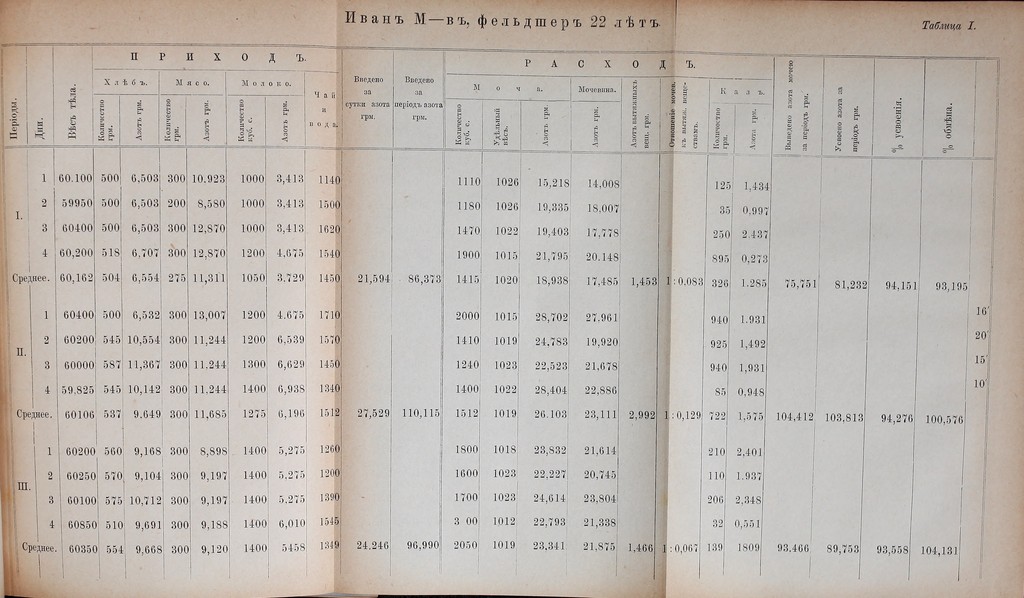 Иванъ М—въ, фельдшеръ 22 лѣтъ.
Таблица I.
ПРИХОДЪ. РАСХОДЪ.
Періоды. Дни. Вѣсъ тѣла. Хлѣбъ. Мясо. Молоко. Чай и вода. Введено за сутки азота грм. Введено за періодъ азота грм. Моча. Мочевина. Азотъ вытяжныхъ вещ. грм. Отношеніе мочев. къ вытяж. веществамъ. Калъ. Выведено азота мочею за періодъ грм. Усвоено азота за періодъ грм. % усвоенія. % обмѣна.
Количество грм. Азотъ грм. Количество грм. Азотъ грм. Количество куб. с. Азотъ грм. Количество куб. с. Удѣльный вѣсъ. Азота грм. Азотъ грм. Количество грм. Азота грм.
I.
1 60.100 500 6,503 300 10.923 1000 3,413 1140 1110 1026 15,218 14,008 125 1,434
2 59950 500 6,503 200 8,580 1000 3,413 1500 1180 1026 19,335 18,007 35 0,997
3 60400 500 6,503 300 12,870 1000 3,413 1620 1470 1022 19,403 17,778 250 2.437
4 60,200 518 6,707 300 12,870 1200 4,675 1540 1900 1015 21,795 20.148 895 0,273
Среднее. 60,162 504 6,554 275 11,311 1050 3.729 1450 21,594 86,373 1415 1020 18,938 17,485 1,453 1:0.083 326 1.285 75,751 81,232 94,151 93,195
II.
1 60400 500 6,532 300 13,007 1200 4.675 1710 2000 1015 28,702 27.961 940 1.931 16'
2 60200 545 10,554 300 11,244 1200 6,539 1570 1410 1019 24,783 19,920 925 1,492 20'
3 60000 587 11,367 300 11.244 1300 6,629 1450 1240 1023 22,523 21,678 940 1,931 15'
4 59.825 545 10,142 300 11.244 1400 6,938 1340 1400 1022 28,404 22,886 85 0,948 10'
Среднее. 60106 537 9.649 300 11,685 1275 6,196 1512 27,529 110,115 1512 1019 26.103 23,111 2,992 1:0,129 722 1,575 104,412 103,813 94,276 100,576
III.
1 60200 560 9,168 300 8,898 1400 5,275 1260 1800 1018 23,832 21,614 210 2,401
2 60250 570 9,104 300 9,197 1400 5,275 1200 1600 1023 22,227 20,745 110 1.937
3 60100 575 10,712 300 9,197 1400 5,275 1390 1700 1023 24,614 23,804 206 2,348
4 60850 510 9,691 300 9,188 1400 6,010 1545 3 00 1012 22,793 21,338 32 0,551
Среднее. 60350 554 9,668 300 9,120 1400 5458 1349 24,246 96,990 2050 1019 23,341 21,875 1,466 1:0,067 139 1809 93,466 89,753 93,558 104,131